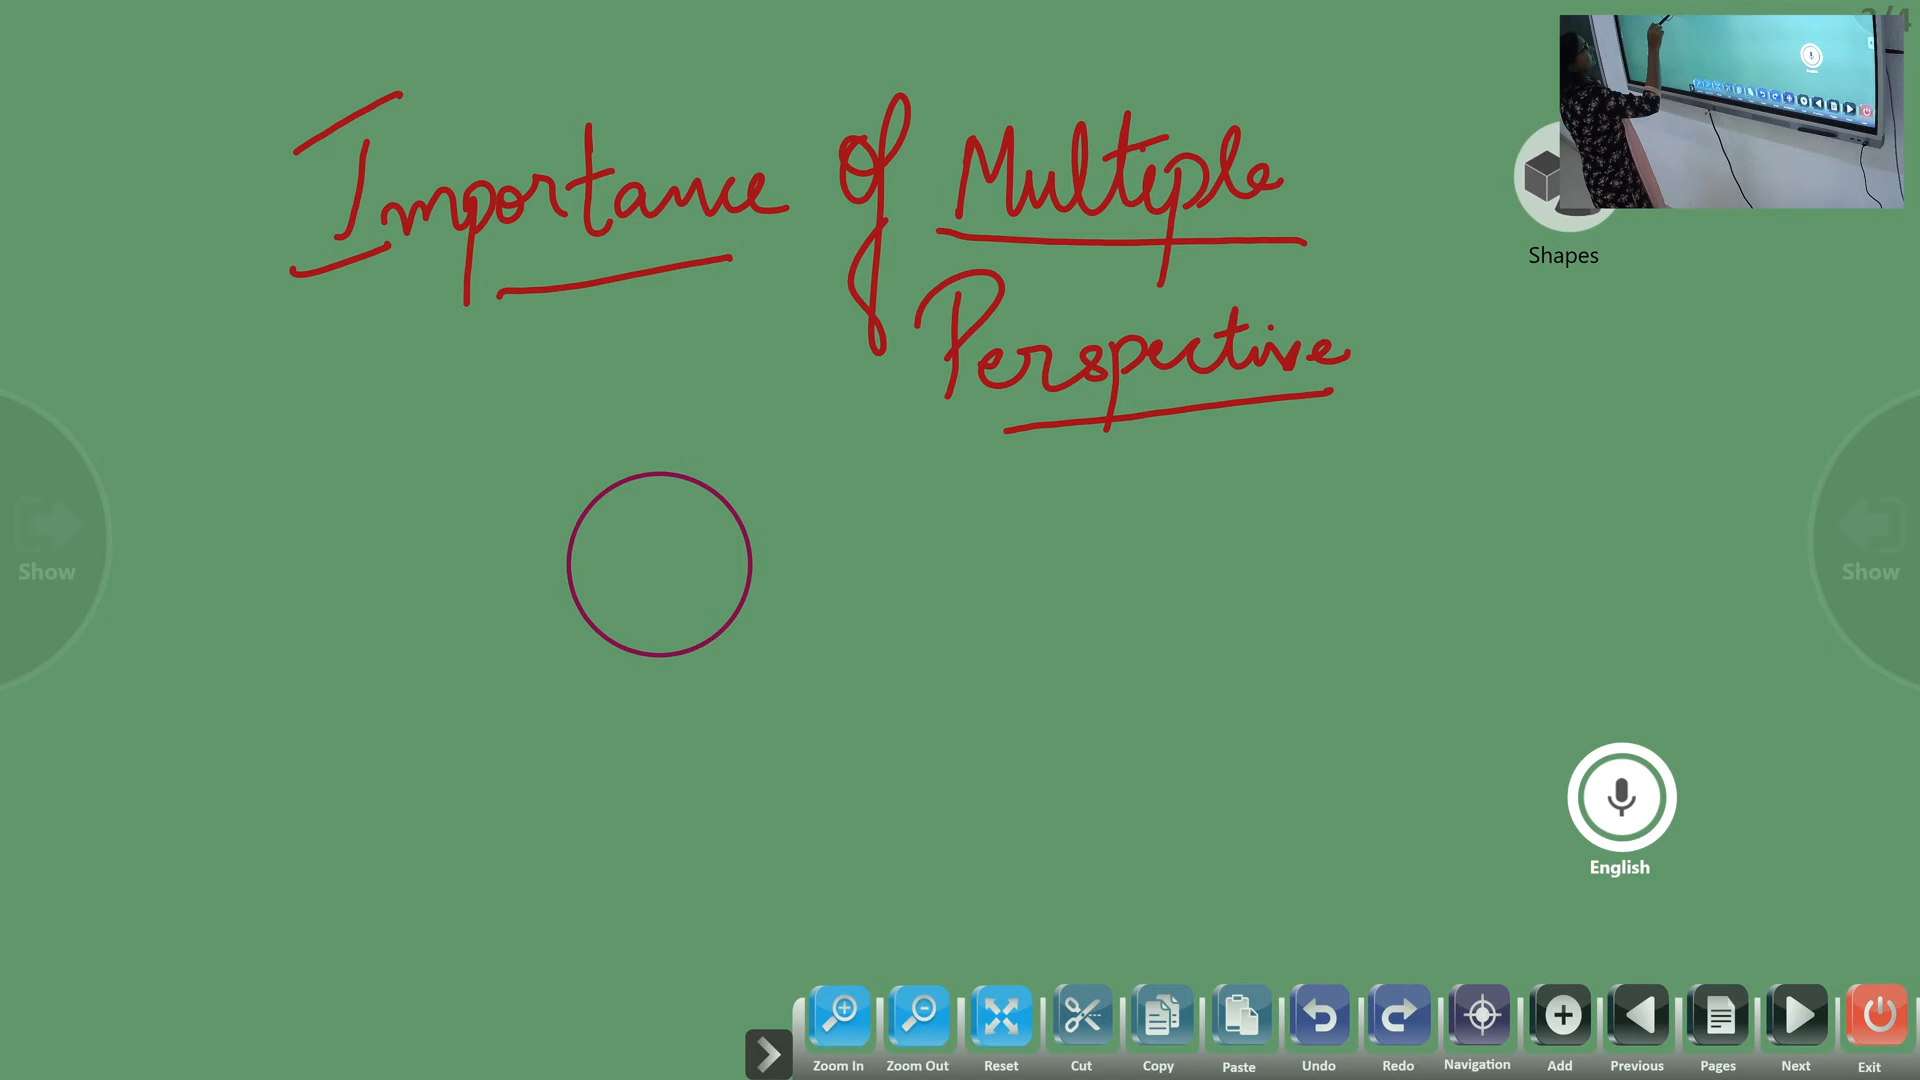 Importance of Multiple
Perspective
Shapes
Show
Show
English
Zoom In
Zoom Out
Reset
Cut
Copy
Paste
Undo
Redo
Navigation
Add
Previous
Pages
Next
Exit